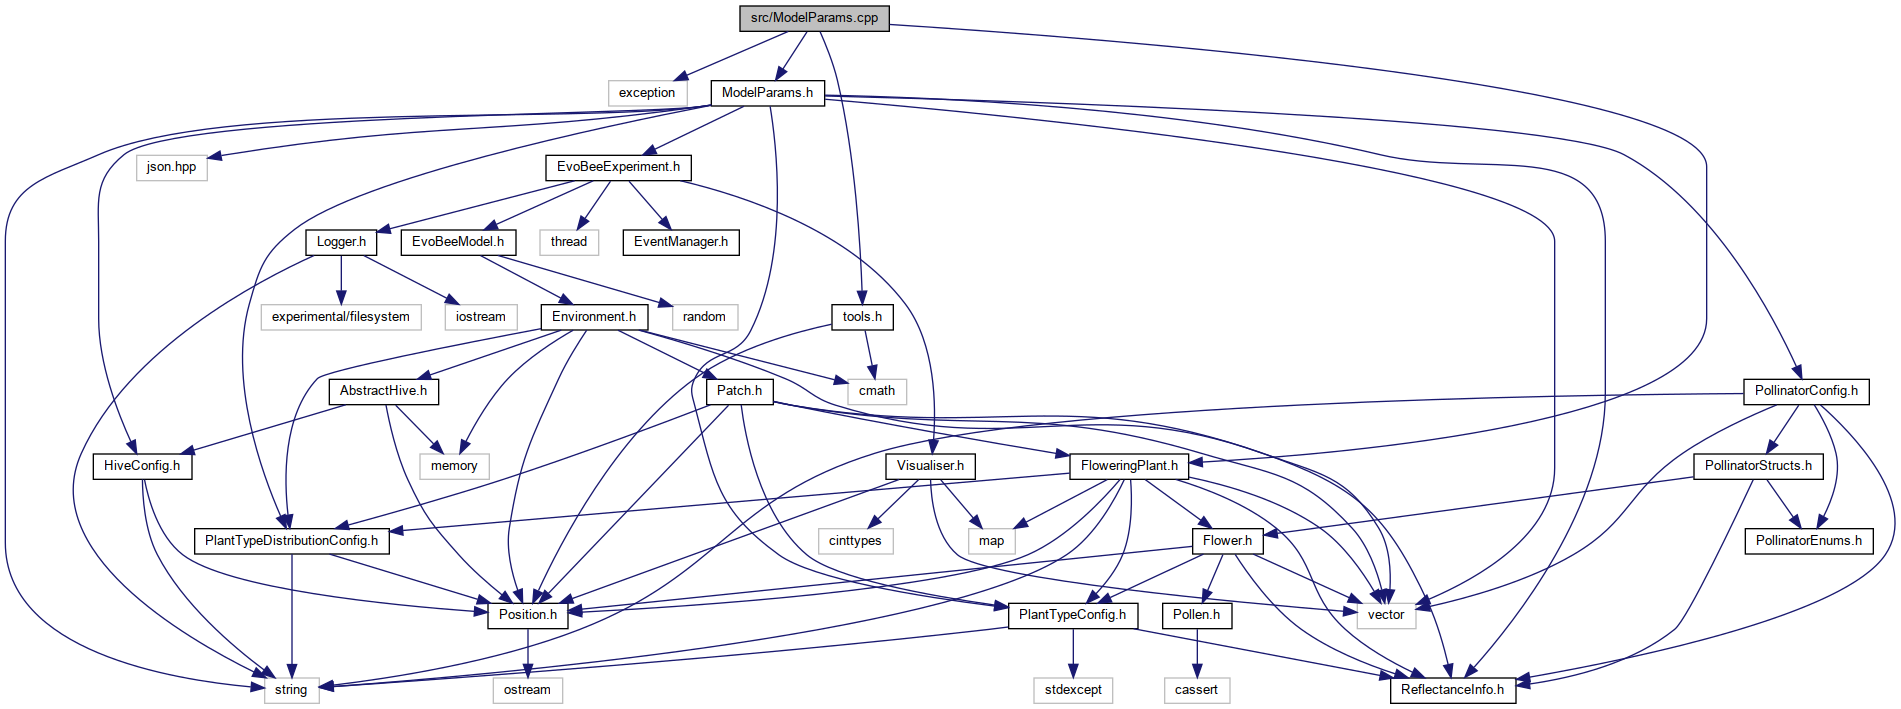 src/ModelParams.cpp
exception
ModelParams.h
json.hpp
EvoBeeExperiment.h
Logger.h
EvoBeeModel.h
thread
EventManager.h
experimental/filesystem
iostream
Environment.h
random
tools.h
AbstractHive.h
Patch.h
cmath
PollinatorConfig.h
HiveConfig.h
memory
Visualiser.h
FloweringPlant.h
PollinatorStructs.h
PlantTypeDistributionConfig.h
cinttypes
map
Flower.h
PollinatorEnums.h
Position.h
PlantTypeConfig.h
Pollen.h
vector
string
ostream
stdexcept
cassert
ReflectanceInfo.h